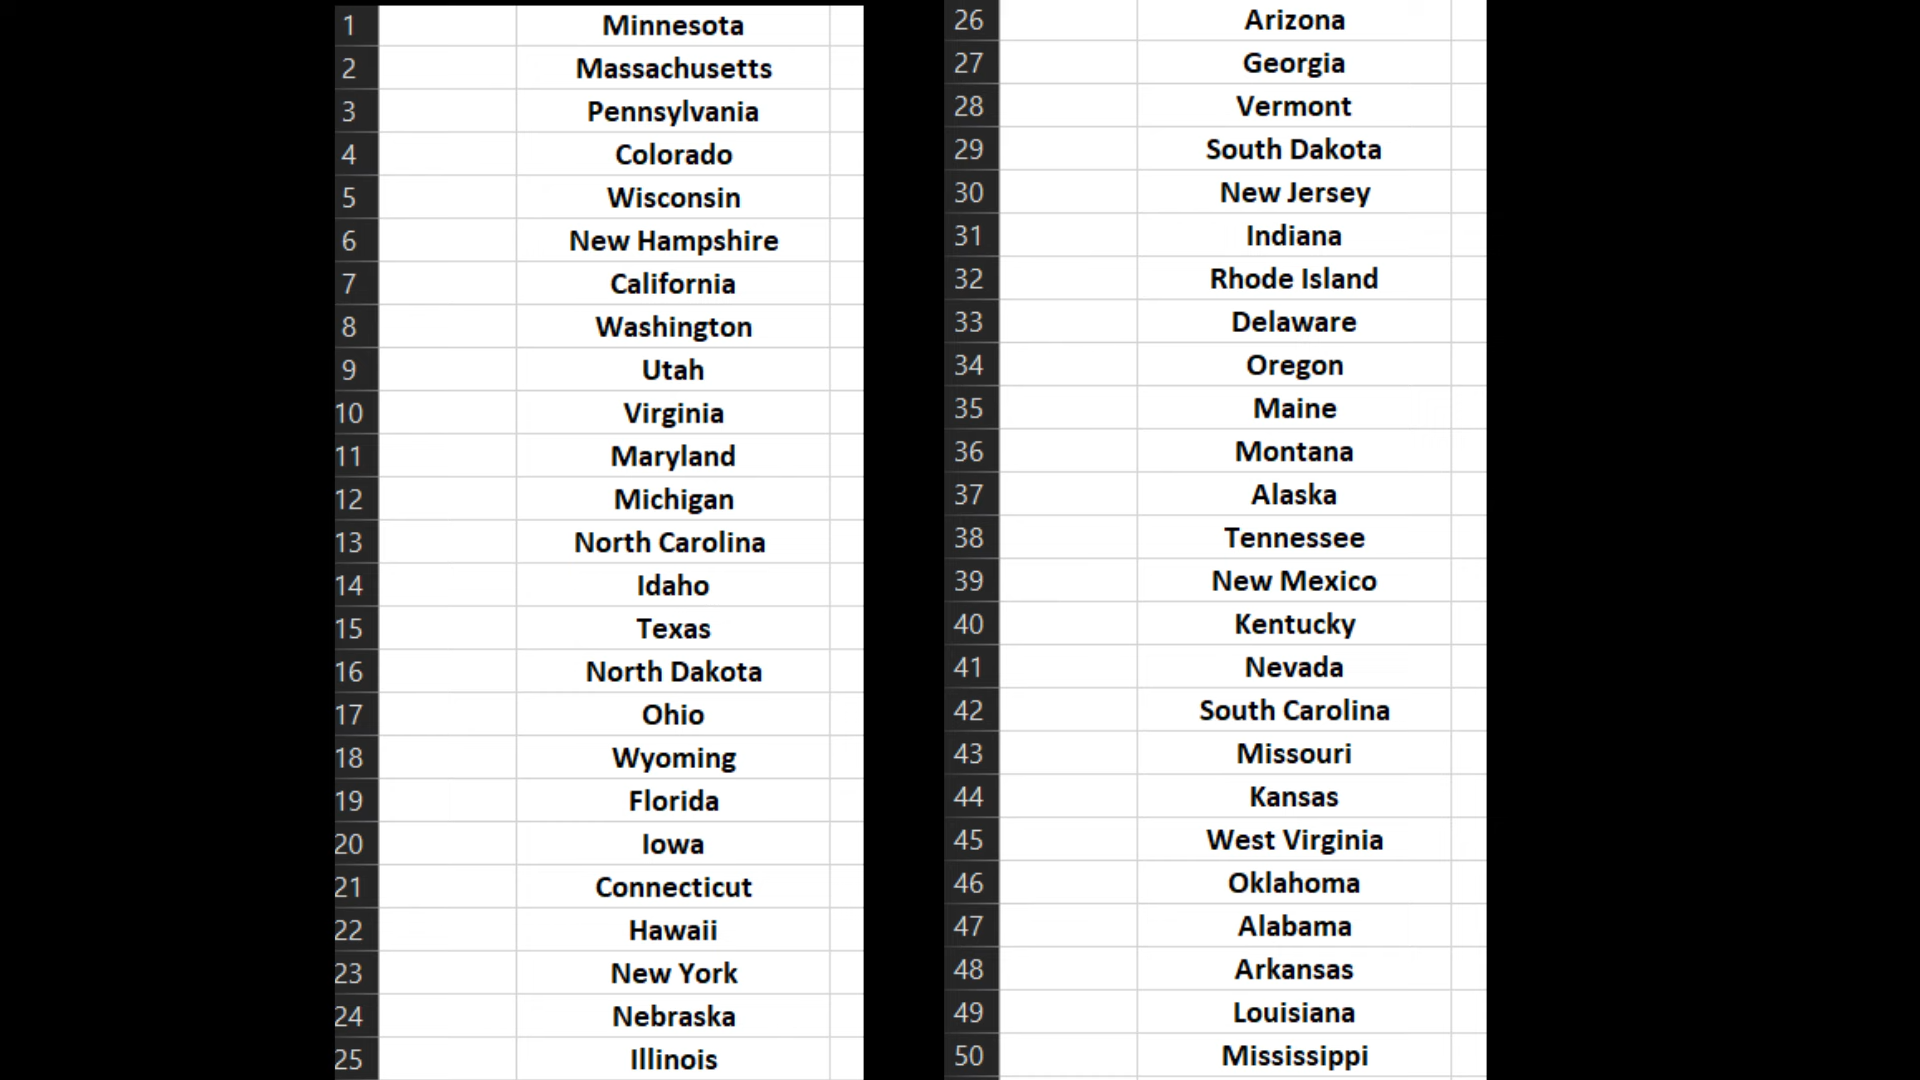 1 Minnesota
2 Massachusetts
3 Pennsylvania
4 Colorado
5 Wisconsin
6 New Hampshire
7 California
8 Washington
9 Utah
10 Virginia
11 Maryland
12 Michigan
13 North Carolina
14 Idaho
15 Texas
16 North Dakota
17 Ohio
18 Wyoming
19 Florida
20 Iowa
21 Connecticut
22 Hawaii
23 New York
24 Nebraska
25 Illinois
26 Arizona
27 Georgia
28 Vermont
29 South Dakota
30 New Jersey
31 Indiana
32 Rhode Island
33 Delaware
34 Oregon
35 Maine
36 Montana
37 Alaska
38 Tennessee
39 New Mexico
40 Kentucky
41 Nevada
42 South Carolina
43 Missouri
44 Kansas
45 West Virginia
46 Oklahoma
47 Alabama
48 Arkansas
49 Louisiana
50 Mississippi